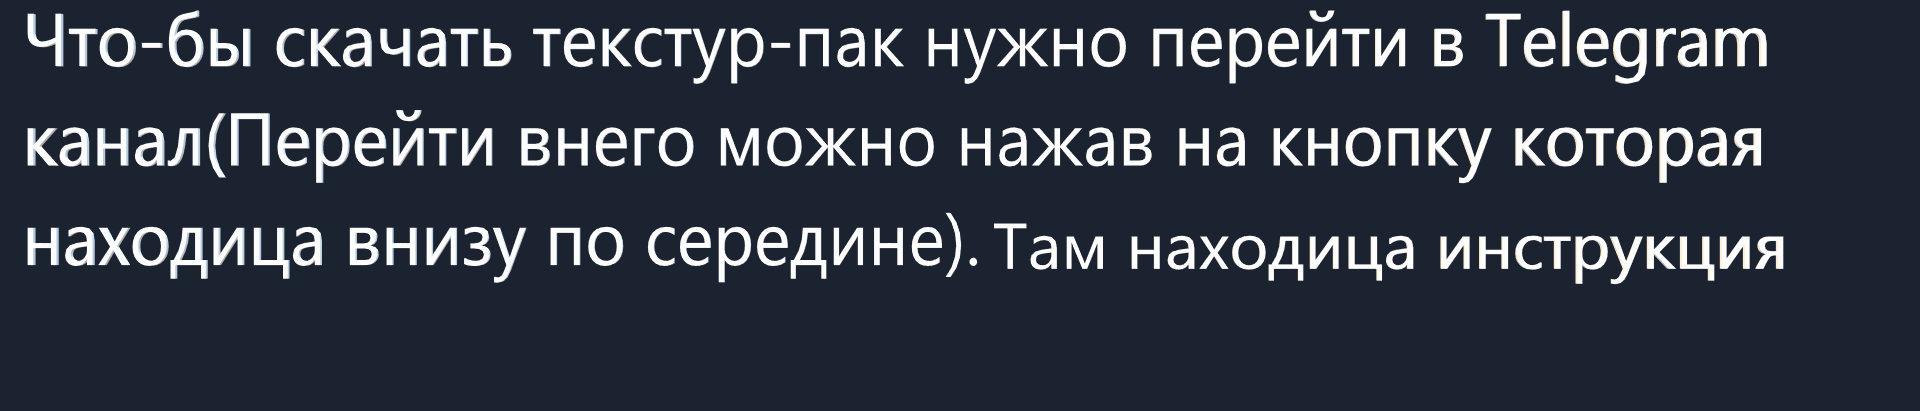 Что-бы скачать текстур-пак нужно перейти в Telegram
канал(Перейти внего можно нажав на кнопку которая
находица внизу по середине). Там находица инструкция